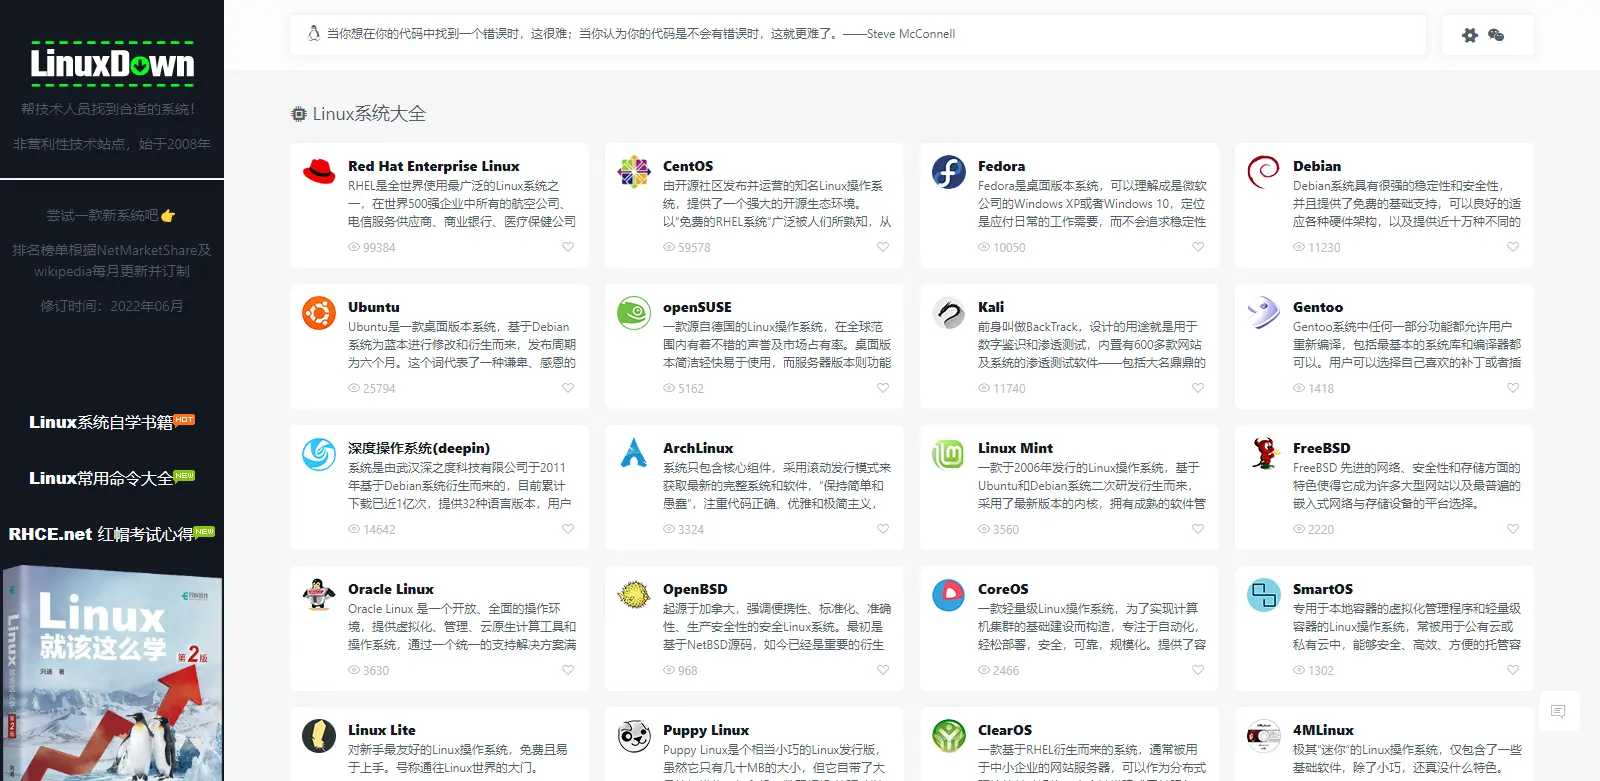 LinuxDown
帮技术人员找到合适的系统！
非营利性技术站点，始于2008年
尝试一款新系统吧👉
排名榜单根据NetMarketShare及
wikipedia每月更新并订制
修订时间：2022年06月
Linux系统自学书籍HOT
Linux常用命令大全NEW
RHCE.net 红帽考试心得NEW
Linux
就该这么学
第2版
刘遄 著
当你想在你的代码中找到一个错误时，这很难；当你认为你的代码是不会有错误时，这就更难了。——Steve McConnell
Linux系统大全
Red Hat Enterprise Linux
RHEL是全世界使用最广泛的Linux系统之
一，在世界500强企业中所有的航空公司、
电信服务供应商、商业银行、医疗保健公司
99384
CentOS
由开源社区发布并运营的知名Linux操作系
统，提供了一个强大的开源生态环境。
以“免费的RHEL系统”广泛被人们所熟知，从
59578
Fedora
Fedora是桌面版本系统，可以理解成是微软
公司的Windows XP或者Windows 10，定位
是应付日常的工作需要，而不会追求稳定性
10050
Debian
Debian系统具有很强的稳定性和安全性，
并且提供了免费的基础支持，可以良好的适
应各种硬件架构，以及提供近十万种不同的
11230
Ubuntu
Ubuntu是一款桌面版本系统，基于Debian
系统为蓝本进行修改和衍生而来，发布周期
为六个月。这个词代表了一种谦卑、感恩的
25794
openSUSE
一款源自德国的Linux操作系统，在全球范
围内有着不错的声誉及市场占有率。桌面版
本简洁轻快易于使用，而服务器版本则功能
5162
Kali
前身叫做BackTrack，设计的用途就是用于
数字鉴识和渗透测试，内置有600多款网站
及系统的渗透测试软件——包括大名鼎鼎的
11740
Gentoo
Gentoo系统中任何一部分功能都允许用户
重新编译，包括最基本的系统库和编译器都
可以。用户可以选择自己喜欢的补丁或者插
1418
深度操作系统(deepin)
系统是由武汉深之度科技有限公司于2011
年基于Debian系统衍生而来的，目前累计
下载已近1亿次，提供32种语言版本，用户
14642
ArchLinux
系统只包含核心组件，采用滚动发行模式来
获取最新的完整系统和软件，“保持简单和
愚蠢”，注重代码正确、优雅和极简主义，
3324
Linux Mint
一款于2006年发行的Linux操作系统，基于
Ubuntu和Debian系统二次研发衍生而来，
采用了最新版本的内核，拥有成熟的软件管
3560
FreeBSD
FreeBSD 先进的网络、安全性和存储方面的
特色使得它成为许多大型网站以及最普遍的
嵌入式网络与存储设备的平台选择。
2220
Oracle Linux
Oracle Linux 是一个开放、全面的操作环
境，提供虚拟化、管理、云原生计算工具和
操作系统，通过一个统一的支持解决方案满
3630
OpenBSD
起源于加拿大，强调便携性、标准化、准确
性、生产安全性的安全Linux系统。最初是
基于NetBSD源码，如今已经是重要的衍生
968
CoreOS
一款轻量级Linux操作系统，为了实现计算
机集群的基础建设而构造，专注于自动化，
轻松部署，安全，可靠，规模化。提供了容
2466
SmartOS
专用于本地容器的虚拟化管理程序和轻量级
容器的Linux操作系统，常被用于公有云或
私有云中，能够安全、高效、方便的托管容
1302
Linux Lite
对新手最友好的Linux操作系统，免费且易
于上手。号称通往Linux世界的大门。
Puppy Linux
Puppy Linux是个相当小巧的Linux发行版，
虽然它只有几十MB的大小，但它自带了大
ClearOS
一款基于RHEL衍生而来的系统，通常被用
于中小企业的网站服务器，可以作为分布式
4MLinux
极其“迷你”的Linux操作系统，仅包含了一些
基础软件，除了小巧，还真没什么特色。